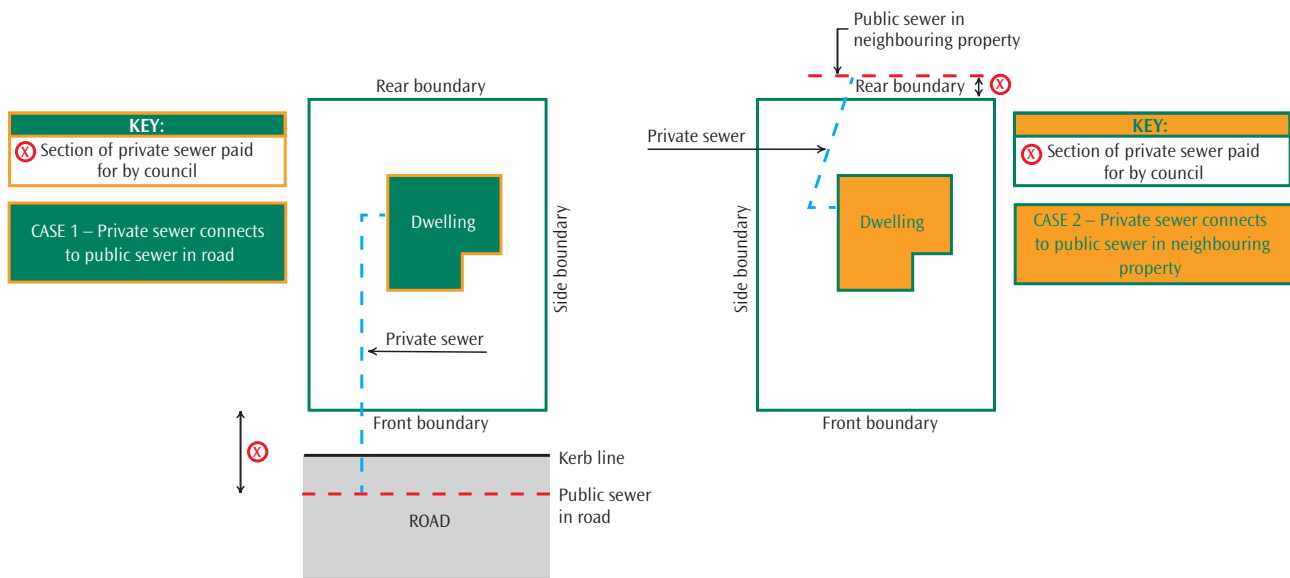 KEY:
X Section of private sewer paid
for by council
CASE 1 – Private sewer connects
to public sewer in road
Rear boundary
Dwelling
Side boundary
Private sewer
Front boundary
X
Kerb line
Public sewer
in road
ROAD
Public sewer in
neighbouring property
Rear boundary
X
Private sewer
Dwelling
Side boundary
Front boundary
KEY:
X Section of private sewer paid
for by council
CASE 2 – Private sewer connects
to public sewer in neighbouring
property